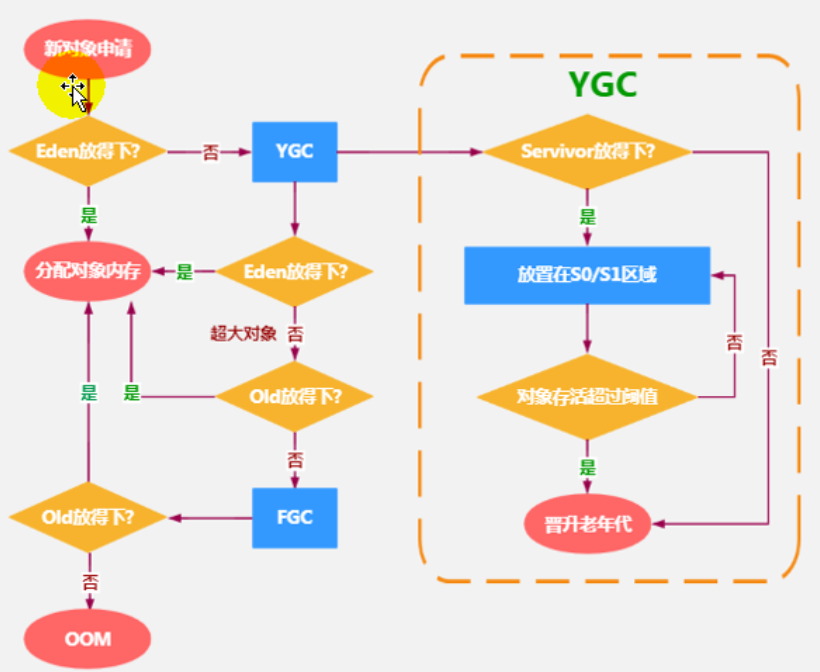 新对象申请
YGC
Eden放得下?
否
YGC
Servivor放得下?
是
是
分配对象内存
是
Eden放得下?
放置在S0/S1区域
超大对象
否
否
否
是
是
Old放得下?
对象存活超过阈值
否
是
Old放得下?
FGC
晋升老年代
否
OOM